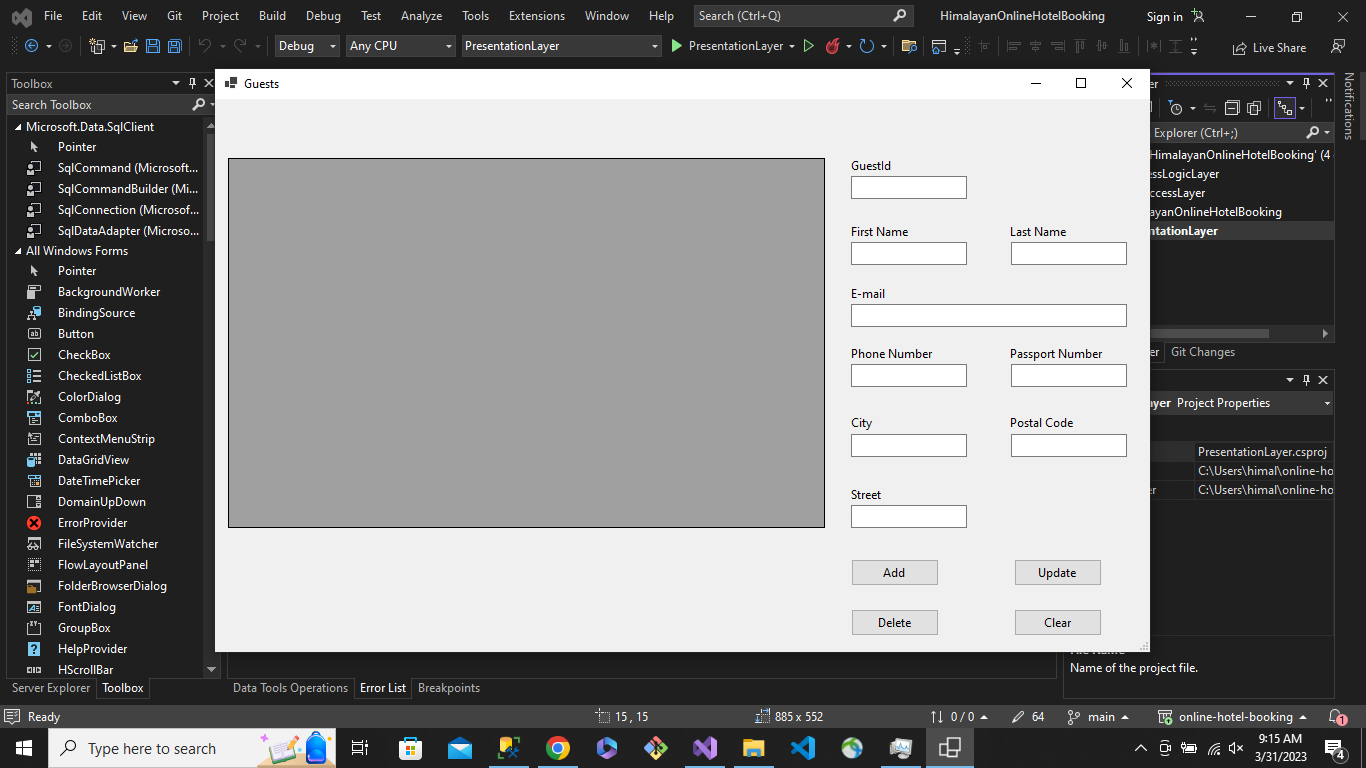 File Edit View Git Project Build Debug Test Analyze Tools Extensions Window Help Search (Ctrl+Q) HimalayanOnlineHotelBooking Sign in
Debug Any CPU PresentationLayer PresentationLayer Live Share
Toolbox
Search Toolbox
Microsoft.Data.SqlClient
Pointer
SqlCommand (Microsoft...
SqlCommandBuilder (Mi...
SqlConnection (Microsof...
SqlDataAdapter (Microso...
All Windows Forms
Pointer
BackgroundWorker
BindingSource
Button
CheckBox
CheckedListBox
ColorDialog
ComboBox
ContextMenuStrip
DataGridView
DateTimePicker
DomainUpDown
ErrorProvider
FileSystemWatcher
FlowLayoutPanel
FolderBrowserDialog
FontDialog
GroupBox
HelpProvider
HScrollBar
Server Explorer Toolbox
Guests
GuestId
First Name Last Name
E-mail
Phone Number Passport Number
City Postal Code
Street
Add Update
Delete Clear
er
Explorer (Ctrl+;)
HimalayanOnlineHotelBooking' (4
essLogicLayer
ccessLayer
layanOnlineHotelBooking
ntationLayer
er Git Changes
ayer Project Properties
PresentationLayer.csproj
C:\Users\himal\online-ho
er C:\Users\himal\online-ho
Name of the project file.
Notifications
Data Tools Operations Error List Breakpoints
Ready 15 , 15 885 x 552 0 / 0 64 main online-hotel-booking 1
Type here to search 9:15 AM
3/31/2023 4